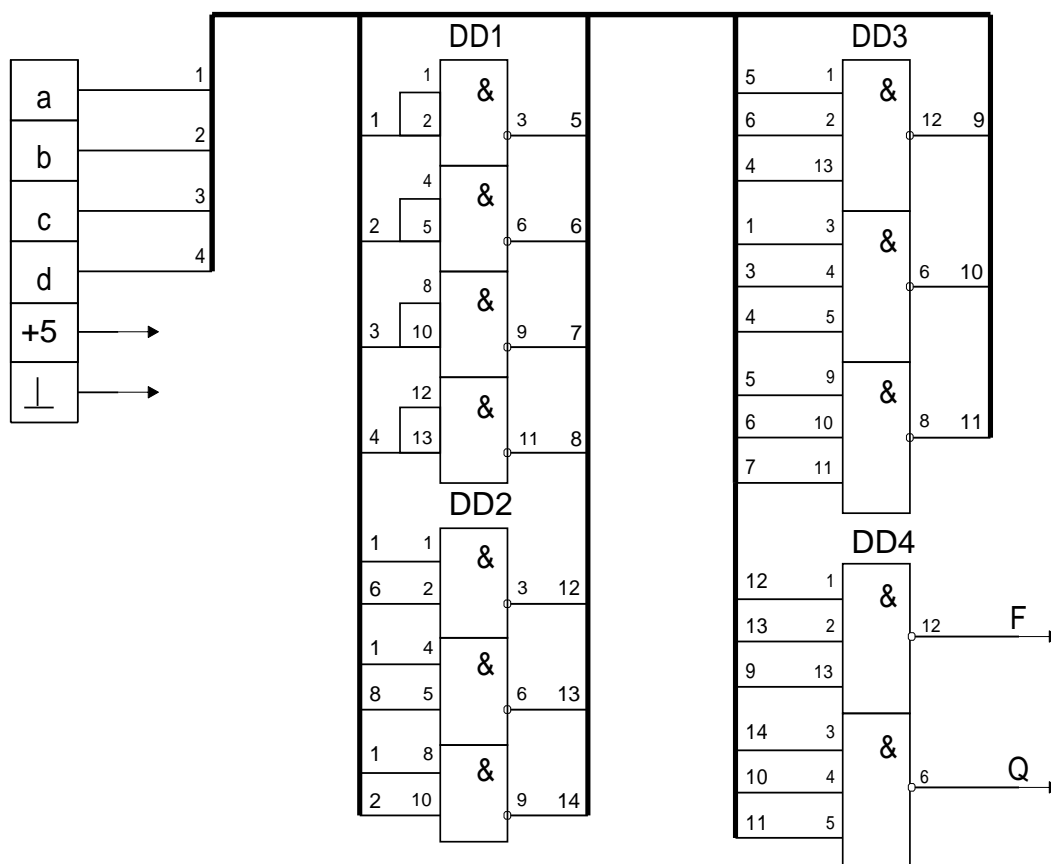 DD1
DD3
a 1
b 2
c 3
d 4
+5
⊥
1 &
1 2 3 5
4 &
2 5 6 6
8 &
3 10 9 7
12 &
4 13 11 8
DD2
1 1 &
6 2 3 12
1 4 &
8 5 6 13
1 8 &
2 10 9 14
5 1 &
6 2 12 9
4 13
1 3 &
3 4 6 10
4 5
5 9 &
6 10 8 11
7 11
DD4
12 1 &
13 2 12 F
9 13
14 3 &
10 4 6 Q
11 5